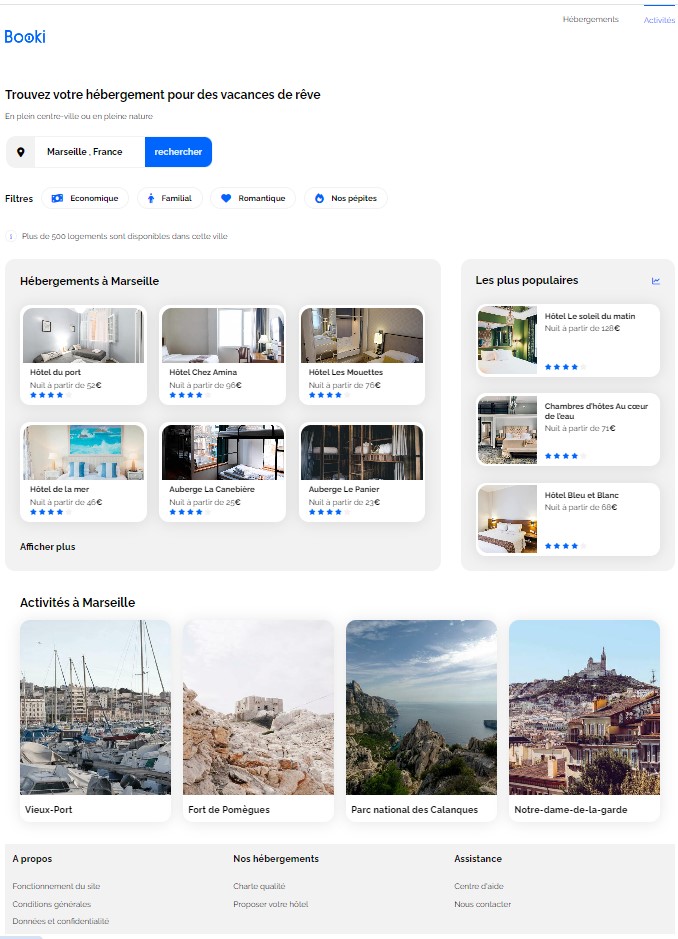 Hébergements
Activités
Booki
Trouvez votre hébergement pour des vacances de rêve
En plein centre-ville ou en pleine nature
Marseille , France
rechercher
Filtres
Economique
Familial
Romantique
Nos pépites
Plus de 500 logements sont disponibles dans cette ville
Hébergements à Marseille
Hôtel du port
Nuit à partir de 52€
Hôtel Chez Amina
Nuit à partir de 96€
Hôtel Les Mouettes
Nuit à partir de 76€
Hôtel de la mer
Nuit à partir de 46€
Auberge La Canebière
Nuit à partir de 25€
Auberge Le Panier
Nuit à partir de 23€
Afficher plus
Les plus populaires
Hôtel Le soleil du matin
Nuit à partir de 128€
Chambres d'hôtes Au cœur
de l'eau
Nuit à partir de 71€
Hôtel Bleu et Blanc
Nuit à partir de 68€
Activités à Marseille
Vieux-Port
Fort de Pomègues
Parc national des Calanques
Notre-dame-de-la-garde
A propos
Fonctionnement du site
Conditions générales
Données et confidentialité
Nos hébergements
Charte qualité
Proposer votre hôtel
Assistance
Centre d'aide
Nous contacter